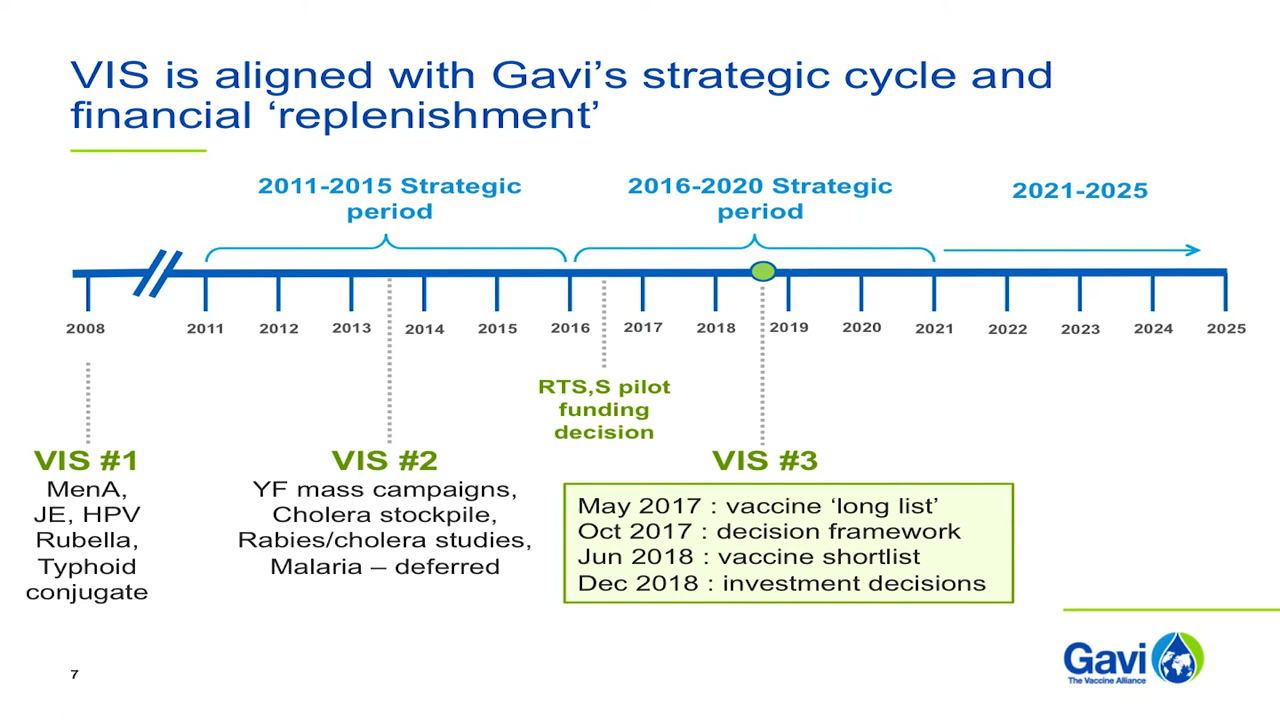 VIS is aligned with Gavi’s strategic cycle and
financial ‘replenishment’
2011-2015 Strategic
period
2016-2020 Strategic
period
2021-2025
2008
2011
2012
2013
2014
2015
2016
2017
2018
2019
2020
2021
2022
2023
2024
2025
RTS,S pilot
funding
decision
VIS #1
MenA,
JE, HPV
Rubella,
Typhoid
conjugate
VIS #2
YF mass campaigns,
Cholera stockpile,
Rabies/cholera studies,
Malaria – deferred
VIS #3
May 2017 : vaccine ‘long list’
Oct 2017 : decision framework
Jun 2018 : vaccine shortlist
Dec 2018 : investment decisions
7
Gavi
The Vaccine Alliance